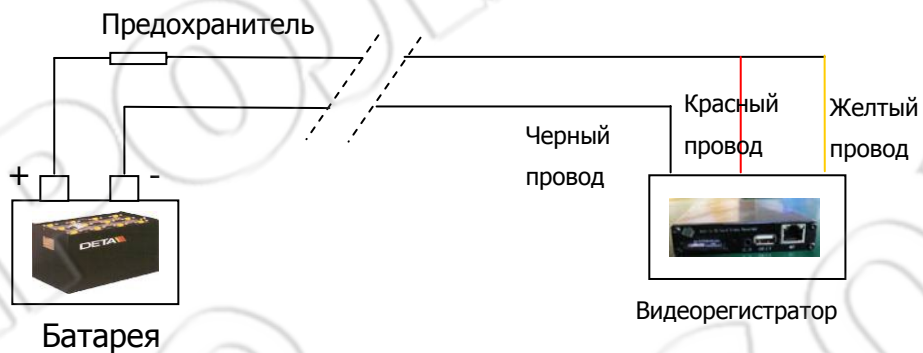 Предохранитель
Красный
провод
Желтый
провод
Черный
провод
+
-
DETA
Видеорегистратор
Батарея